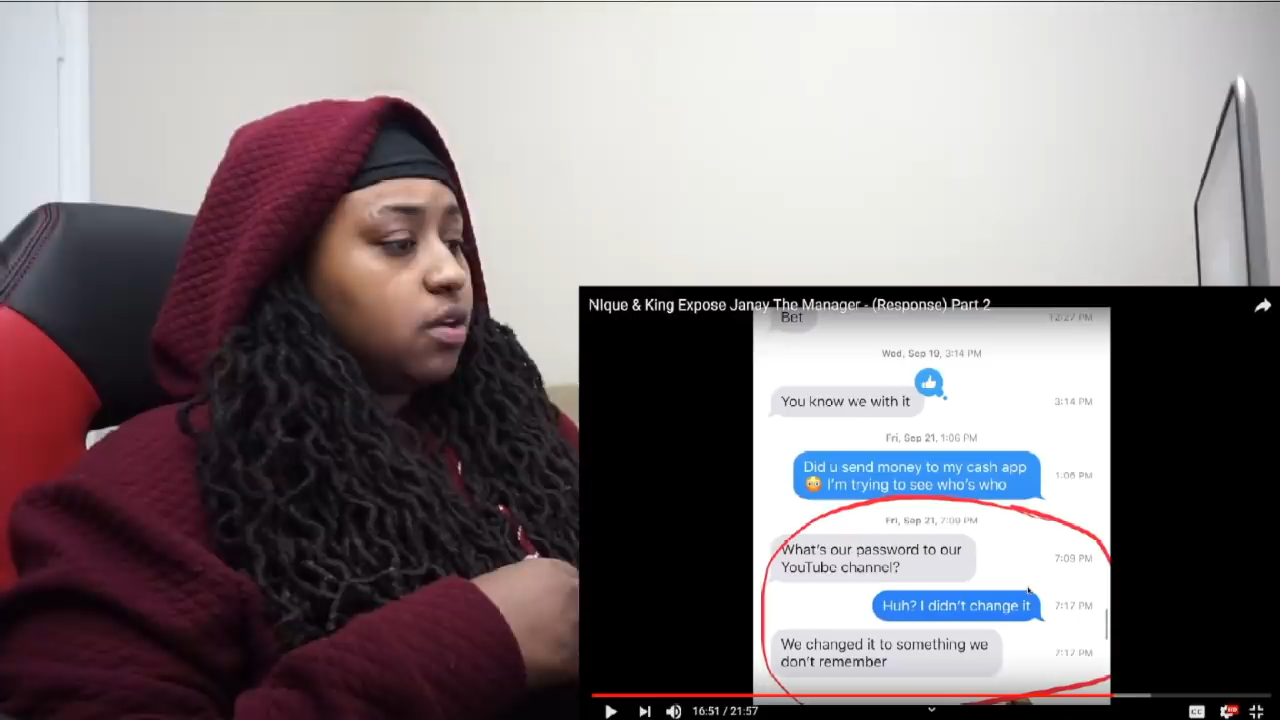 NIque & King Expose Janay The Manager - (Response) Part 2
Bet
12:27 PM
Wed, Sep 19, 3:14 PM
You know we with it
3:14 PM
Fri, Sep 21, 1:06 PM
Did u send money to my cash app
😳 I'm trying to see who's who
1:06 PM
Fri, Sep 21, 7:09 PM
What's our password to our
YouTube channel?
7:09 PM
Huh? I didn't change it
7:17 PM
We changed it to something we
don't remember
7:17 PM
16:51 / 21:57
CC